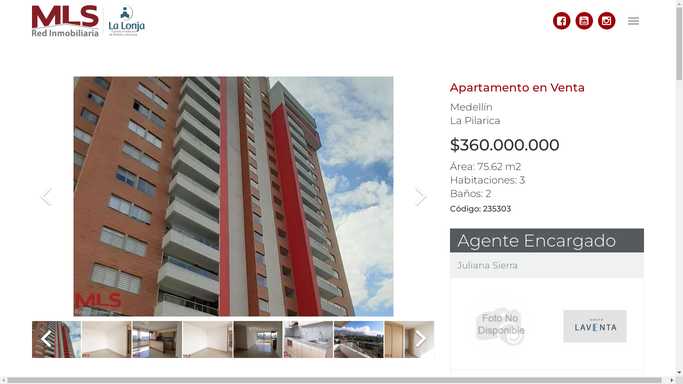 MLS
Red Inmobiliaria
La Lonja
Apartamento en Venta
Medellín
La Pilarica
$360.000.000
Área: 75.62 m2
Habitaciones: 3
Baños: 2
Código: 235303
Agente Encargado
Juliana Sierra
Foto No
Disponible
LAVENTA
MLS